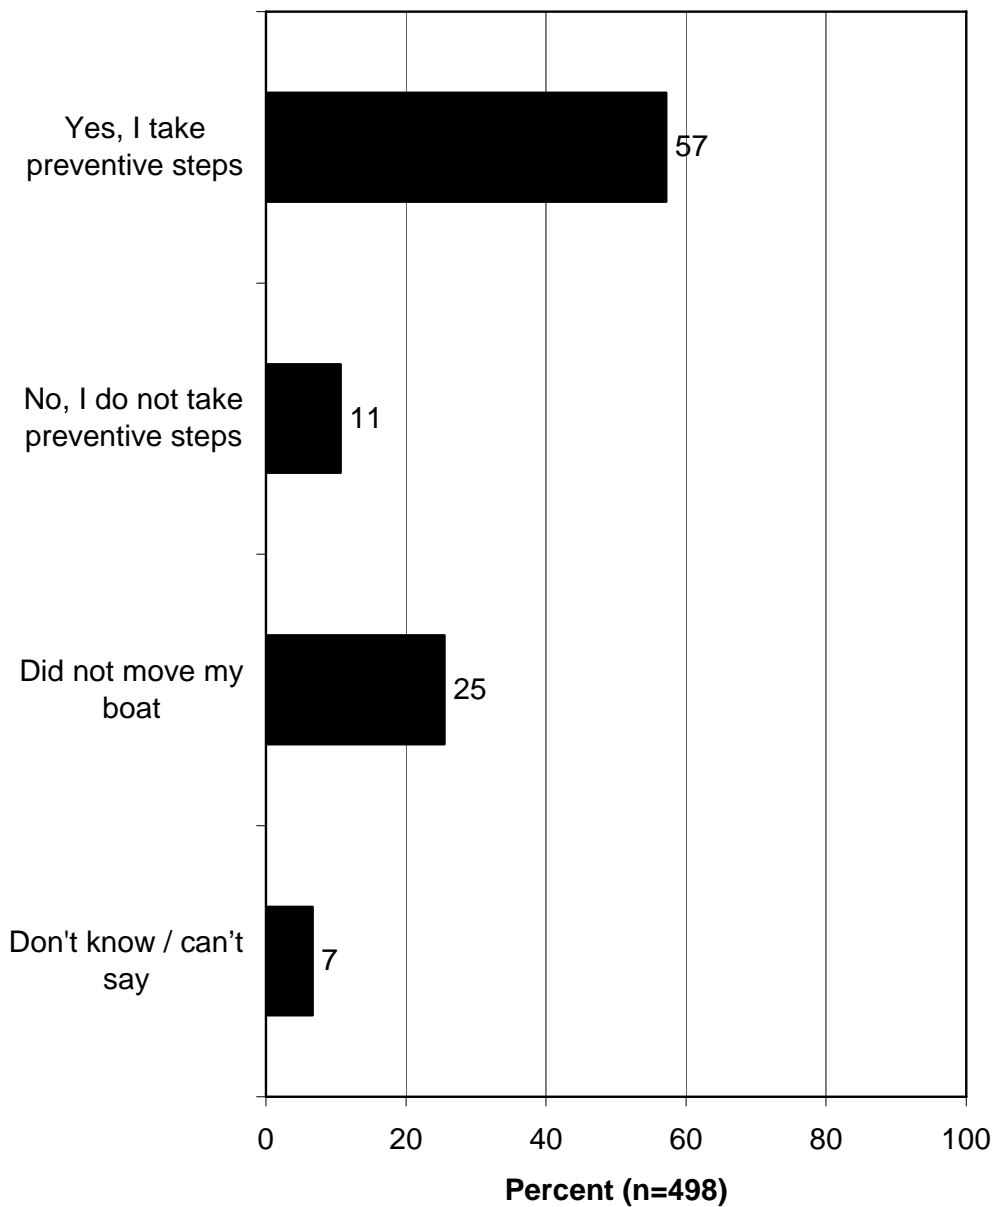 Yes, I take
preventive steps
57
No, I do not take
preventive steps
11
Did not move my
boat
25
Don't know / can’t
say
7
0 20 40 60 80 100
Percent (n=498)